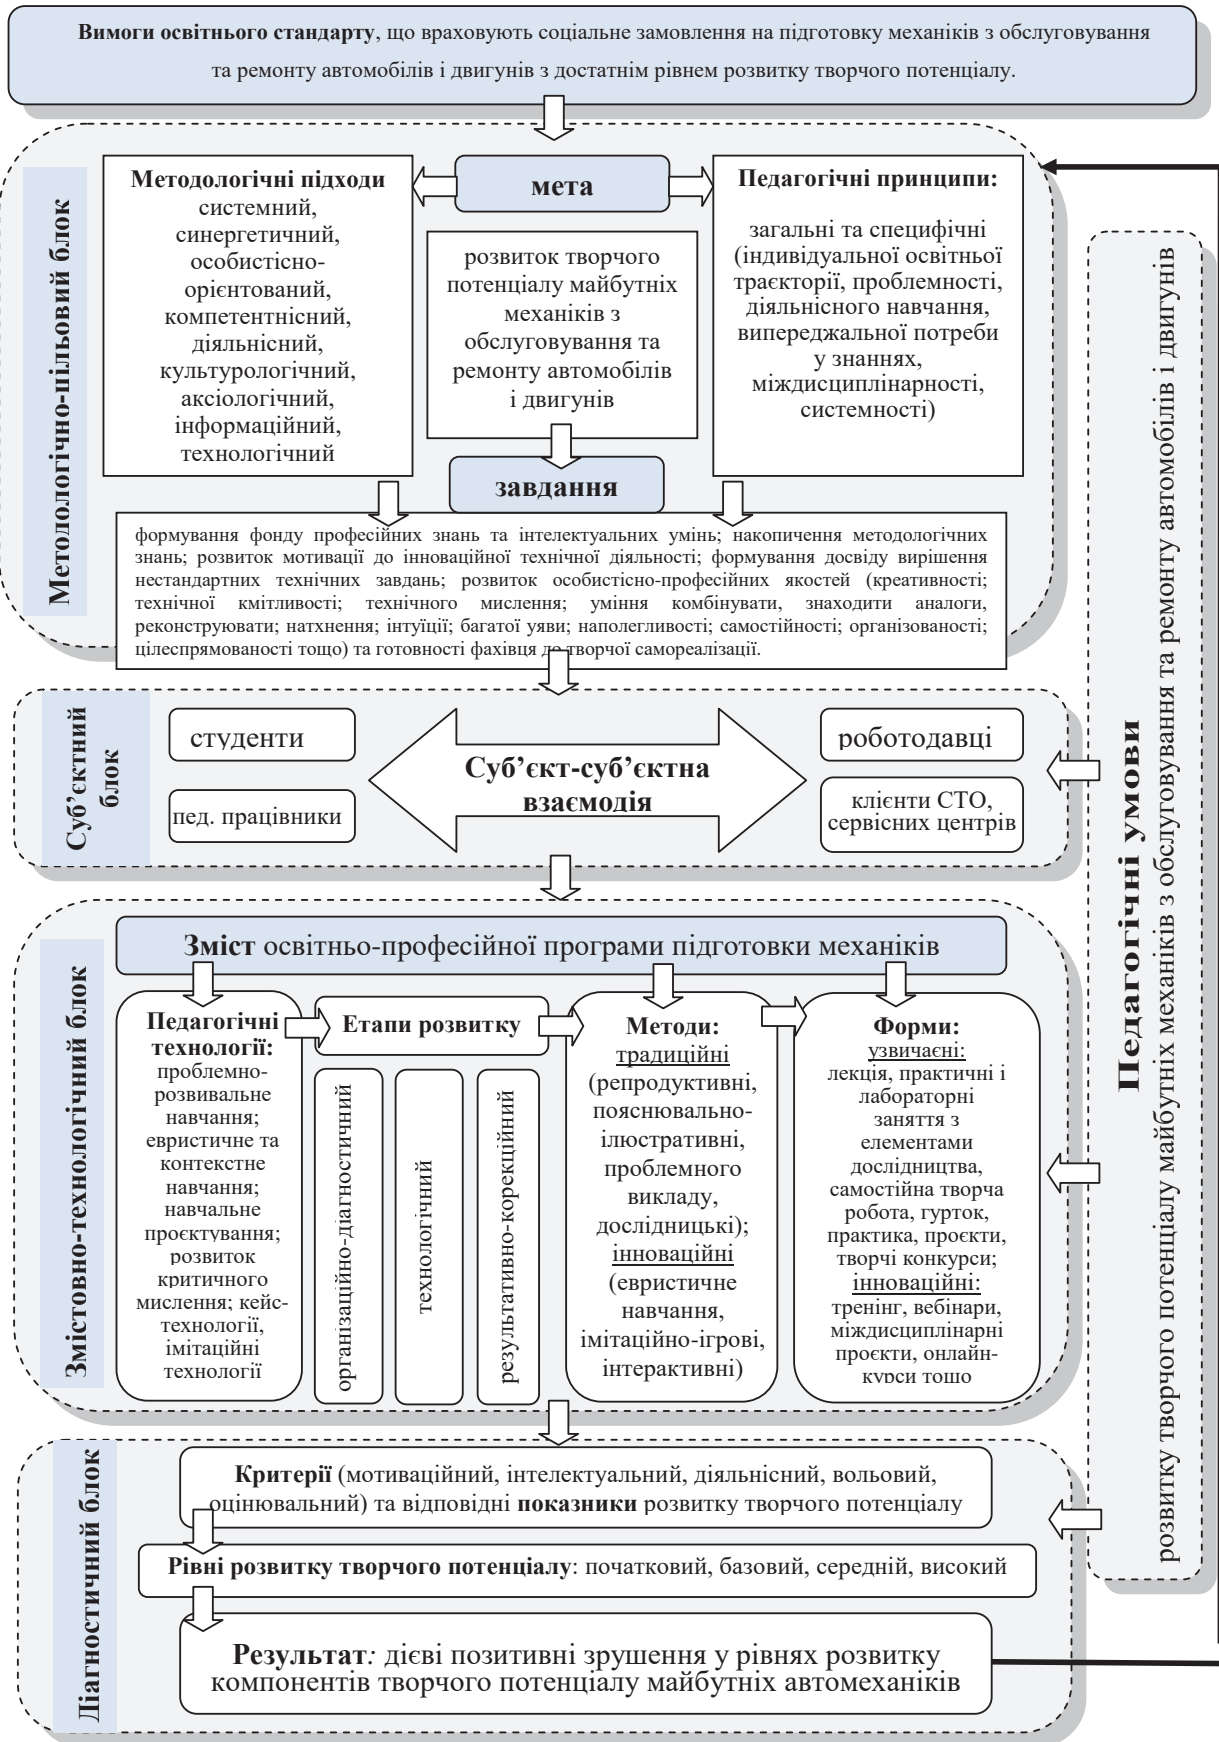 Вимоги освітнього стандарту, що враховують соціальне замовлення на підготовку механіків з обслуговування
та ремонту автомобілів і двигунів з достатнім рівнем розвитку творчого потенціалу.
Методологічно-цільовий блок
Методологічні підходи
системний,
синергетичний,
особистісно-
орієнтований,
компетентнісний,
діяльнісний,
культурологічний,
аксіологічний,
інформаційний,
технологічний
мета
розвиток творчого
потенціалу майбутніх
механіків з
обслуговування та
ремонту автомобілів
і двигунів
Педагогічні принципи:
загальні та специфічні
(індивідуальної освітньої
траєкторії, проблемності,
діяльнісного навчання,
випереджальної потреби
у знаннях,
міждисциплінарності,
системності)
завдання
формування фонду професійних знань та інтелектуальних умінь; накопичення методологічних
знань; розвиток мотивації до інноваційної технічної діяльності; формування досвіду вирішення
нестандартних технічних завдань; розвиток особистісно-професійних якостей (креативності;
технічної кмітливості; технічного мислення; уміння комбінувати, знаходити аналоги,
реконструювати; натхнення; інтуїції; багатої уяви; наполегливості; самостійності; організованості;
цілеспрямованості тощо) та готовності фахівця до творчої самореалізації.
Суб’єктний
блок
студенти
пед. працівники
Суб’єкт-суб’єктна
взаємодія
роботодавці
клієнти СТО,
сервісних центрів
Педагогічні умови
розвитку творчого потенціалу майбутніх механіків з обслуговування та ремонту автомобілів і двигунів
Змістовно-технологічний блок
Зміст освітньо-професійної програми підготовки механіків
Педагогічні
технології:
проблемно-
розвивальне
навчання;
евристичне та
контекстне
навчання;
навчальне
проєктування;
розвиток
критичного
мислення; кейс-
технології,
імітаційні
технології
Етапи розвитку
організаційно-діагностичний
технологічний
результативно-корекційний
Методи:
традиційні
(репродуктивні,
пояснювально-
ілюстративні,
проблемного
викладу,
дослідницькі);
інноваційні
(евристичне
навчання,
імітаційно-ігрові,
інтерактивні)
Форми:
узвичаєні:
лекція, практичні і
лабораторні
заняття з
елементами
дослідництва,
самостійна творча
робота, гурток,
практика, проєкти,
творчі конкурси;
інноваційні:
тренінг, вебінари,
міждисциплінарні
проєкти, онлайн-
курси тощо
Діагностичний блок
Критерії (мотиваційний, інтелектуальний, діяльнісний, вольовий,
оцінювальний) та відповідні показники розвитку творчого потенціалу
Рівні розвитку творчого потенціалу: початковий, базовий, середній, високий
Результат: дієві позитивні зрушення у рівнях розвитку
компонентів творчого потенціалу майбутніх автомеханіків